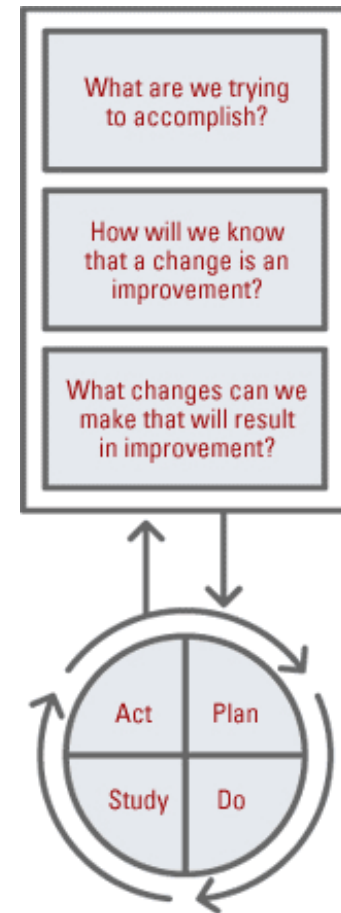 What are we trying
to accomplish?
How will we know
that a change is an
improvement?
What changes can we
make that will result
in improvement?
Act
Plan
Study
Do